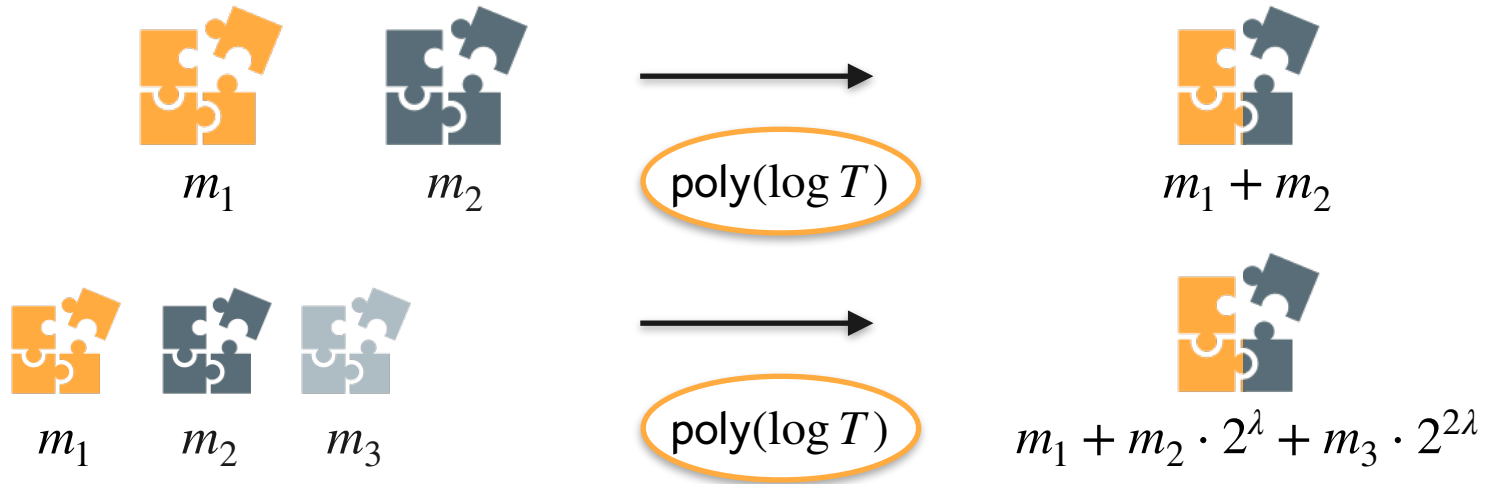 m₁ m₂ poly(log T) m₁ + m₂
m₁ m₂ m₃ poly(log T) m₁ + m₂ · 2^λ + m₃ · 2^{2λ}